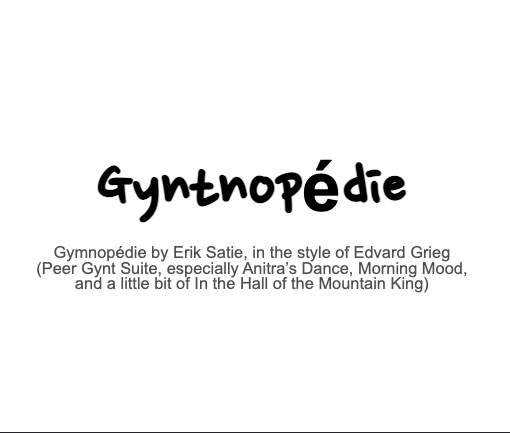 Gyntnopédie
Gymnopédie by Erik Satie, in the style of Edvard Grieg
(Peer Gynt Suite, especially Anitra’s Dance, Morning Mood,
and a little bit of In the Hall of the Mountain King)